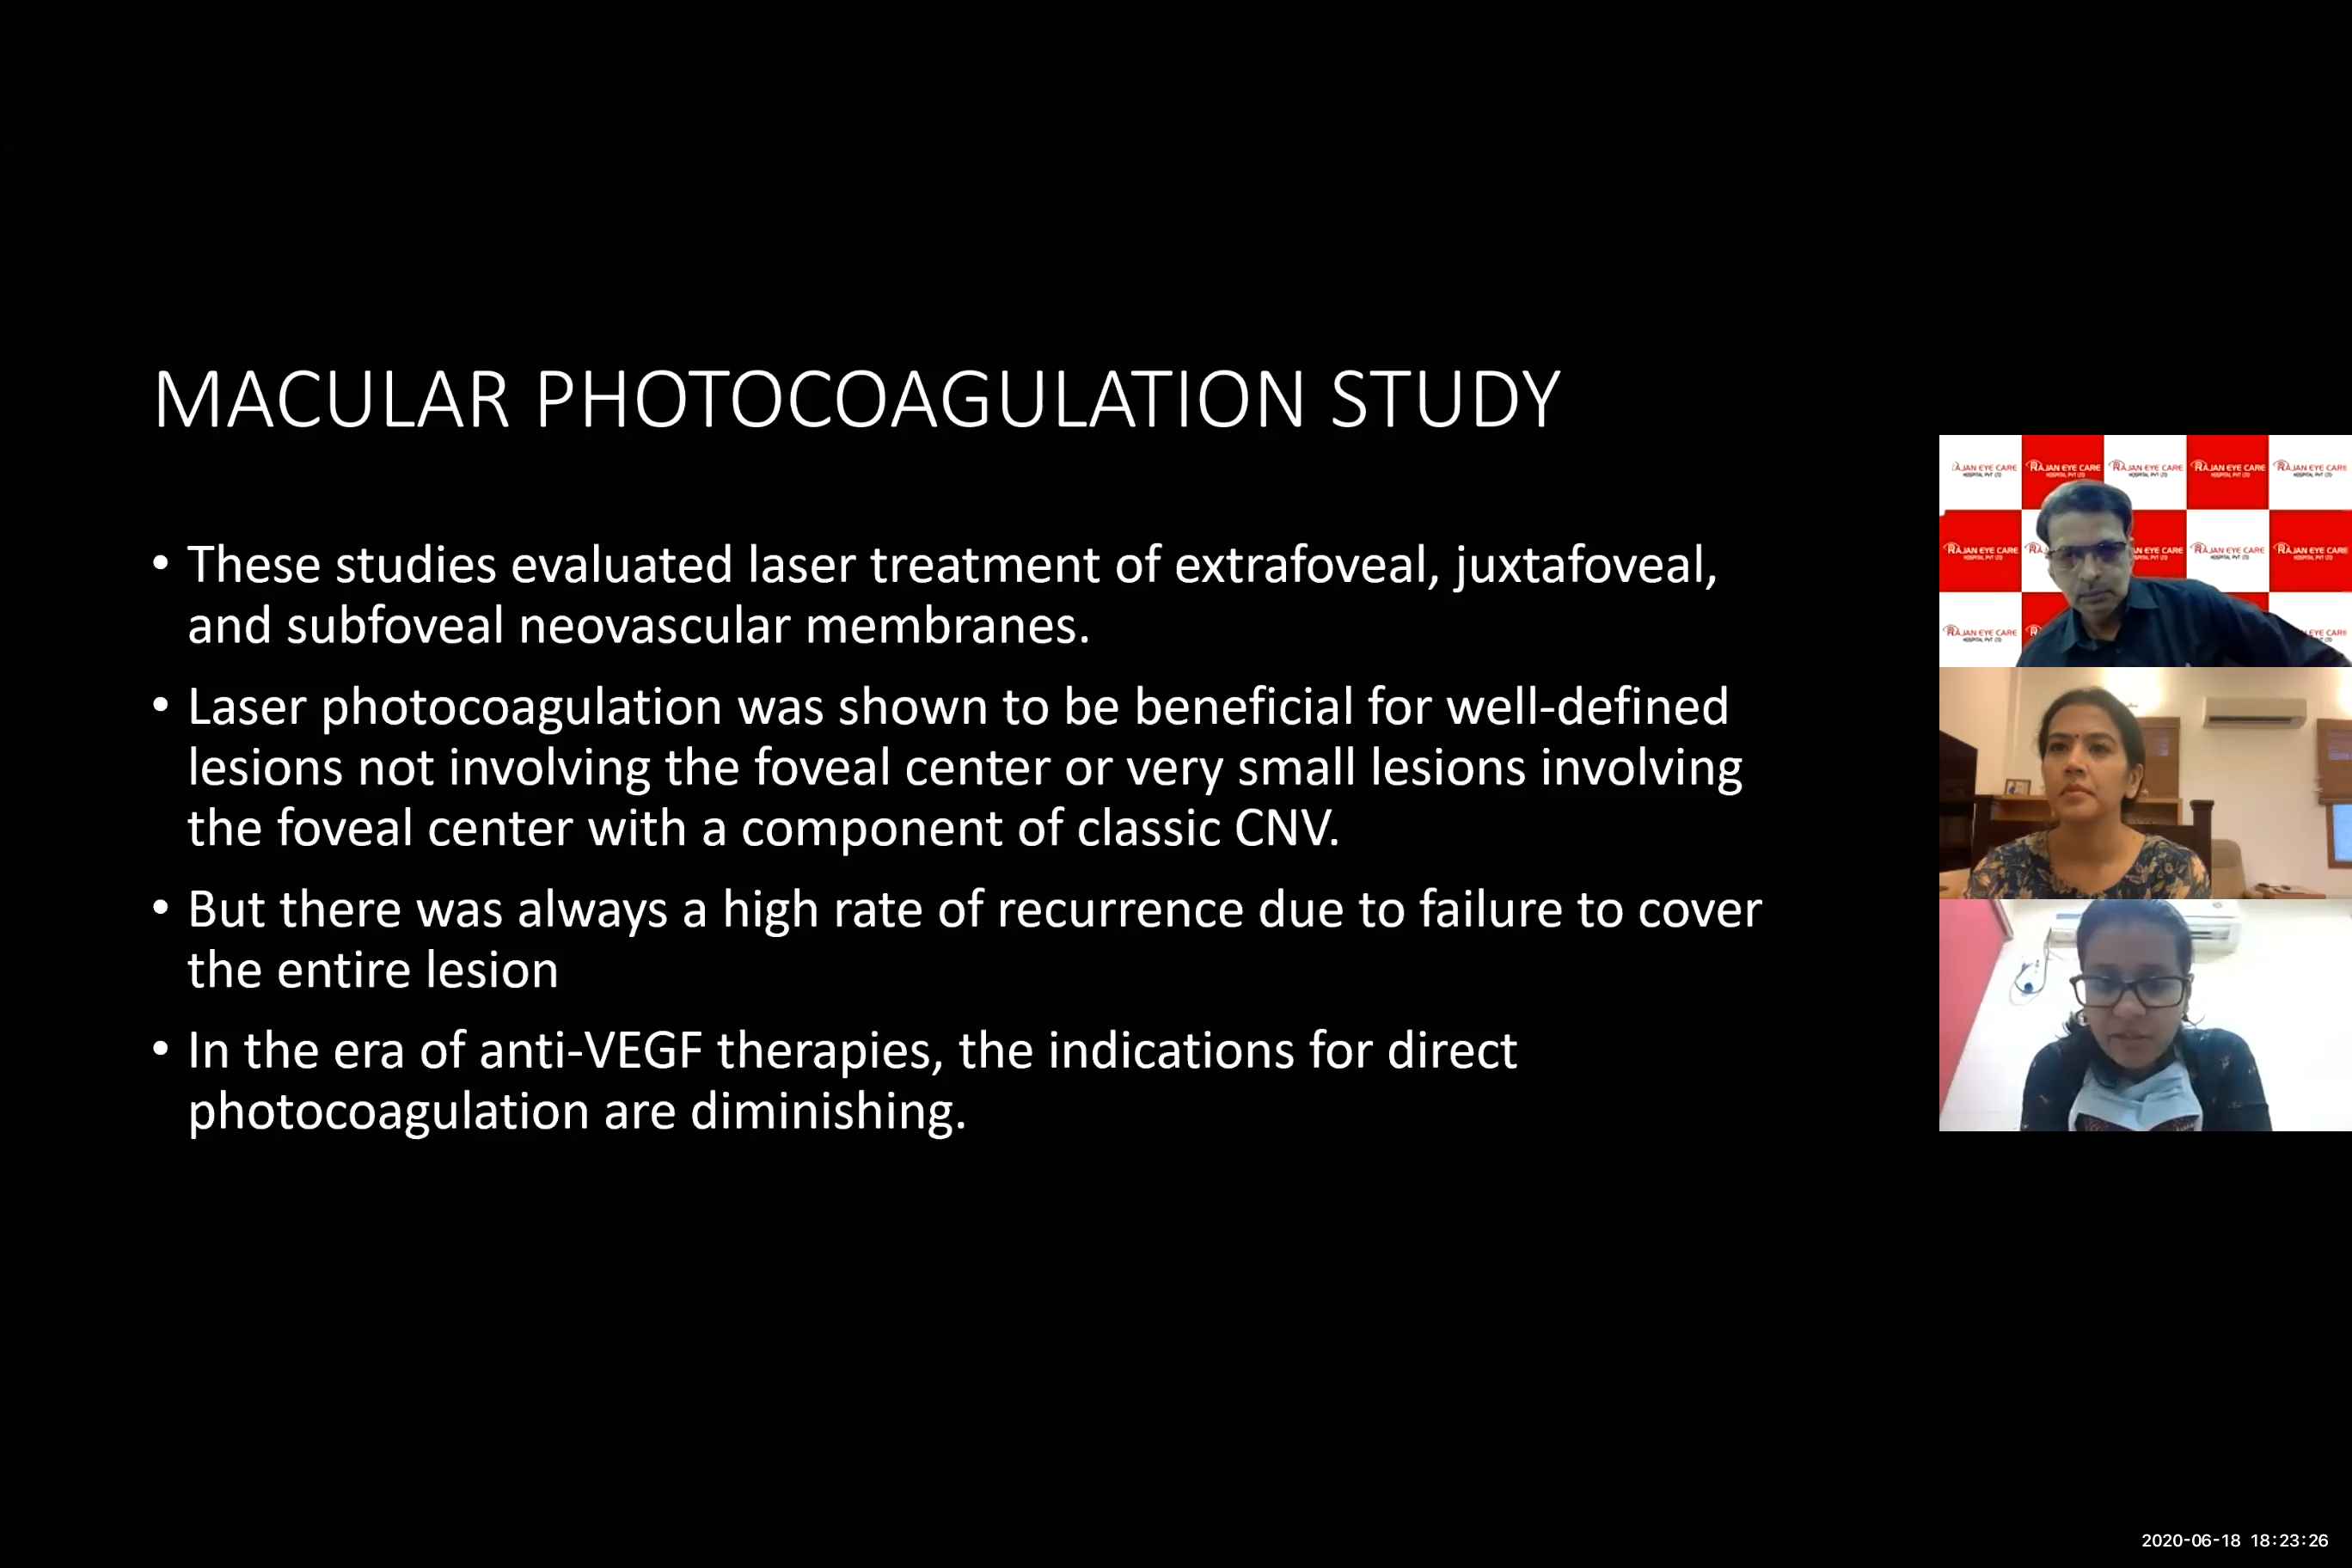 MACULAR PHOTOCOAGULATION STUDY
• These studies evaluated laser treatment of extrafoveal, juxtafoveal,
and subfoveal neovascular membranes.
• Laser photocoagulation was shown to be beneficial for well-defined
lesions not involving the foveal center or very small lesions involving
the foveal center with a component of classic CNV.
• But there was always a high rate of recurrence due to failure to cover
the entire lesion
• In the era of anti-VEGF therapies, the indications for direct
photocoagulation are diminishing.
RAJAN EYE CARE
HOSPITAL PVT LTD
2020-06-18 18:23:26